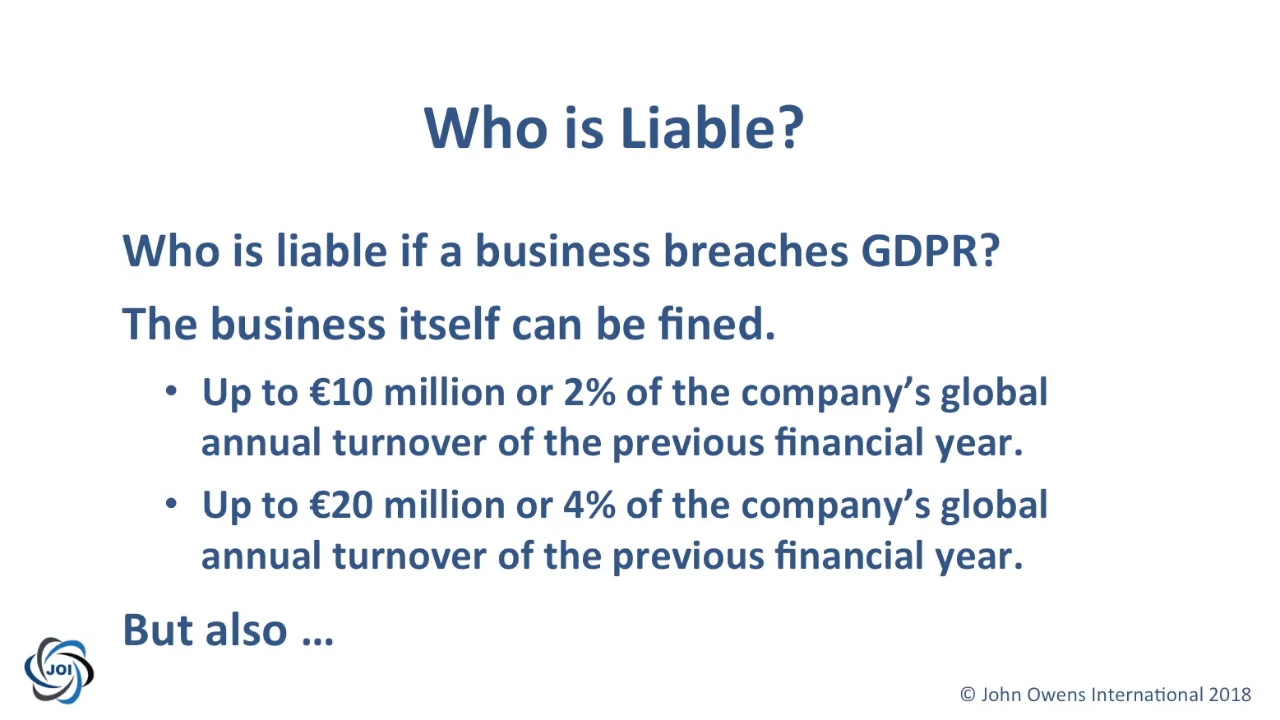 Who is Liable?
Who is liable if a business breaches GDPR?
The business itself can be fined.
• Up to €10 million or 2% of the company’s global
annual turnover of the previous financial year.
• Up to €20 million or 4% of the company’s global
annual turnover of the previous financial year.
But also ...
JOI
© John Owens International 2018